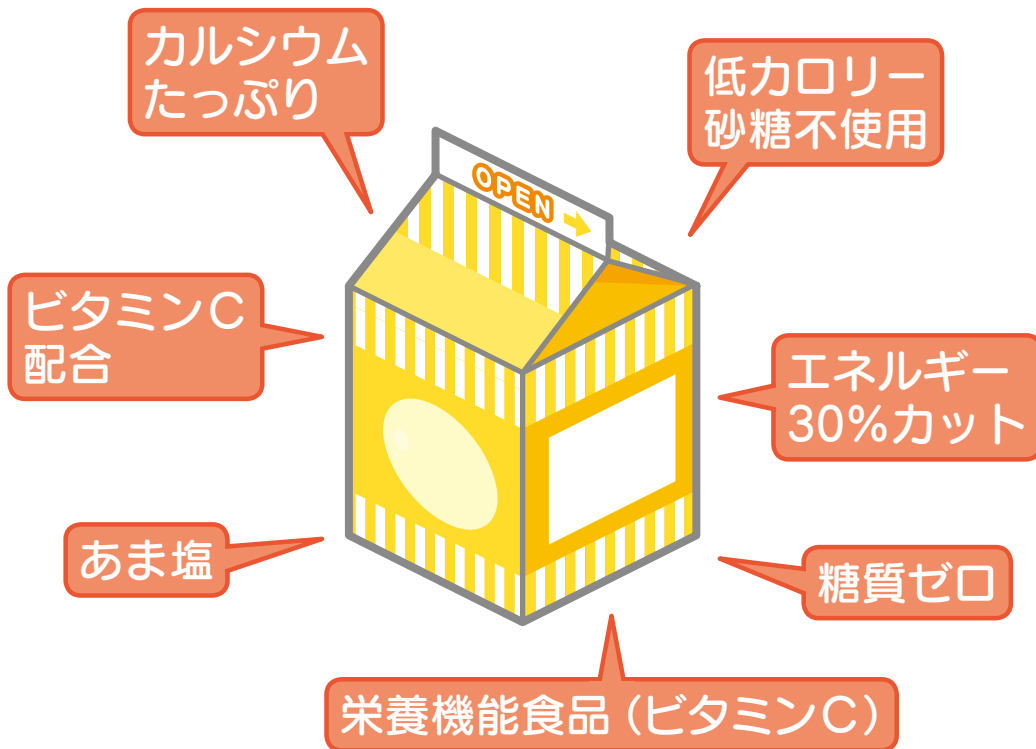 カルシウム
たっぷり
低カロリー
砂糖不使用
OPEN
ビタミンC
配合
エネルギー
30%カット
あま塩
糖質ゼロ
栄養機能食品（ビタミンC）